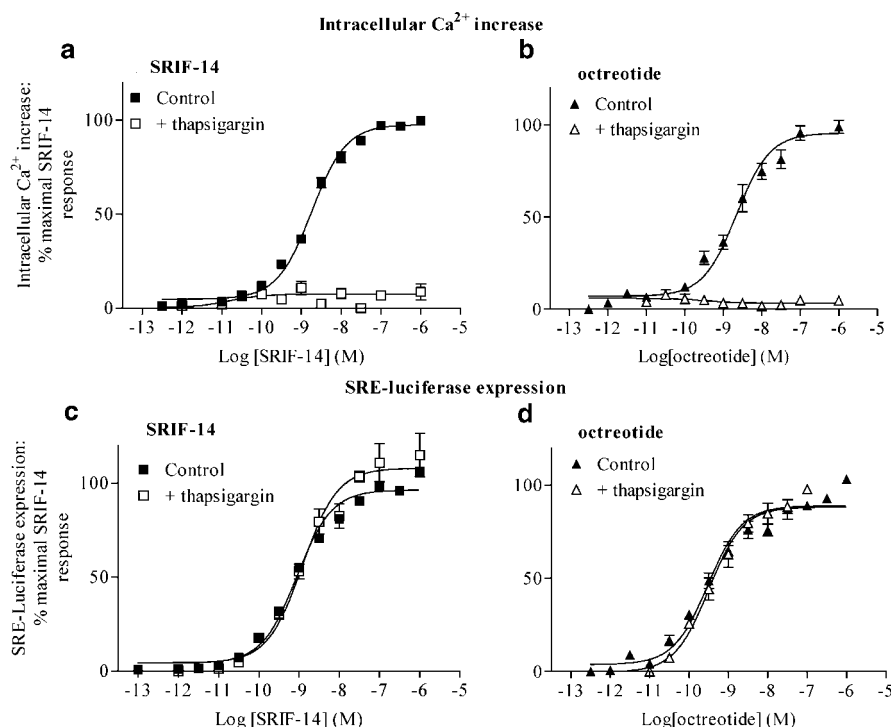 Intracellular Ca²⁺ increase
a
SRIF-14
Control
+ thapsigargin
Intracellular Ca²⁺ increase:
% maximal SRIF-14
response
100
50
0
-13 -12 -11 -10 -9 -8 -7 -6 -5
Log [SRIF-14] (M)
b
octreotide
Control
+ thapsigargin
100
50
0
-13 -12 -11 -10 -9 -8 -7 -6 -5
Log[octreotide] (M)
SRE-luciferase expression
c
SRIF-14
Control
+ thapsigargin
SRE-Luciferase expression:
% maximal SRIF-14
response
100
50
0
-13 -12 -11 -10 -9 -8 -7 -6 -5
Log [SRIF-14] (M)
d
octreotide
Control
+ thapsigargin
100
50
0
-13 -12 -11 -10 -9 -8 -7 -6 -5
Log[octreotide] (M)